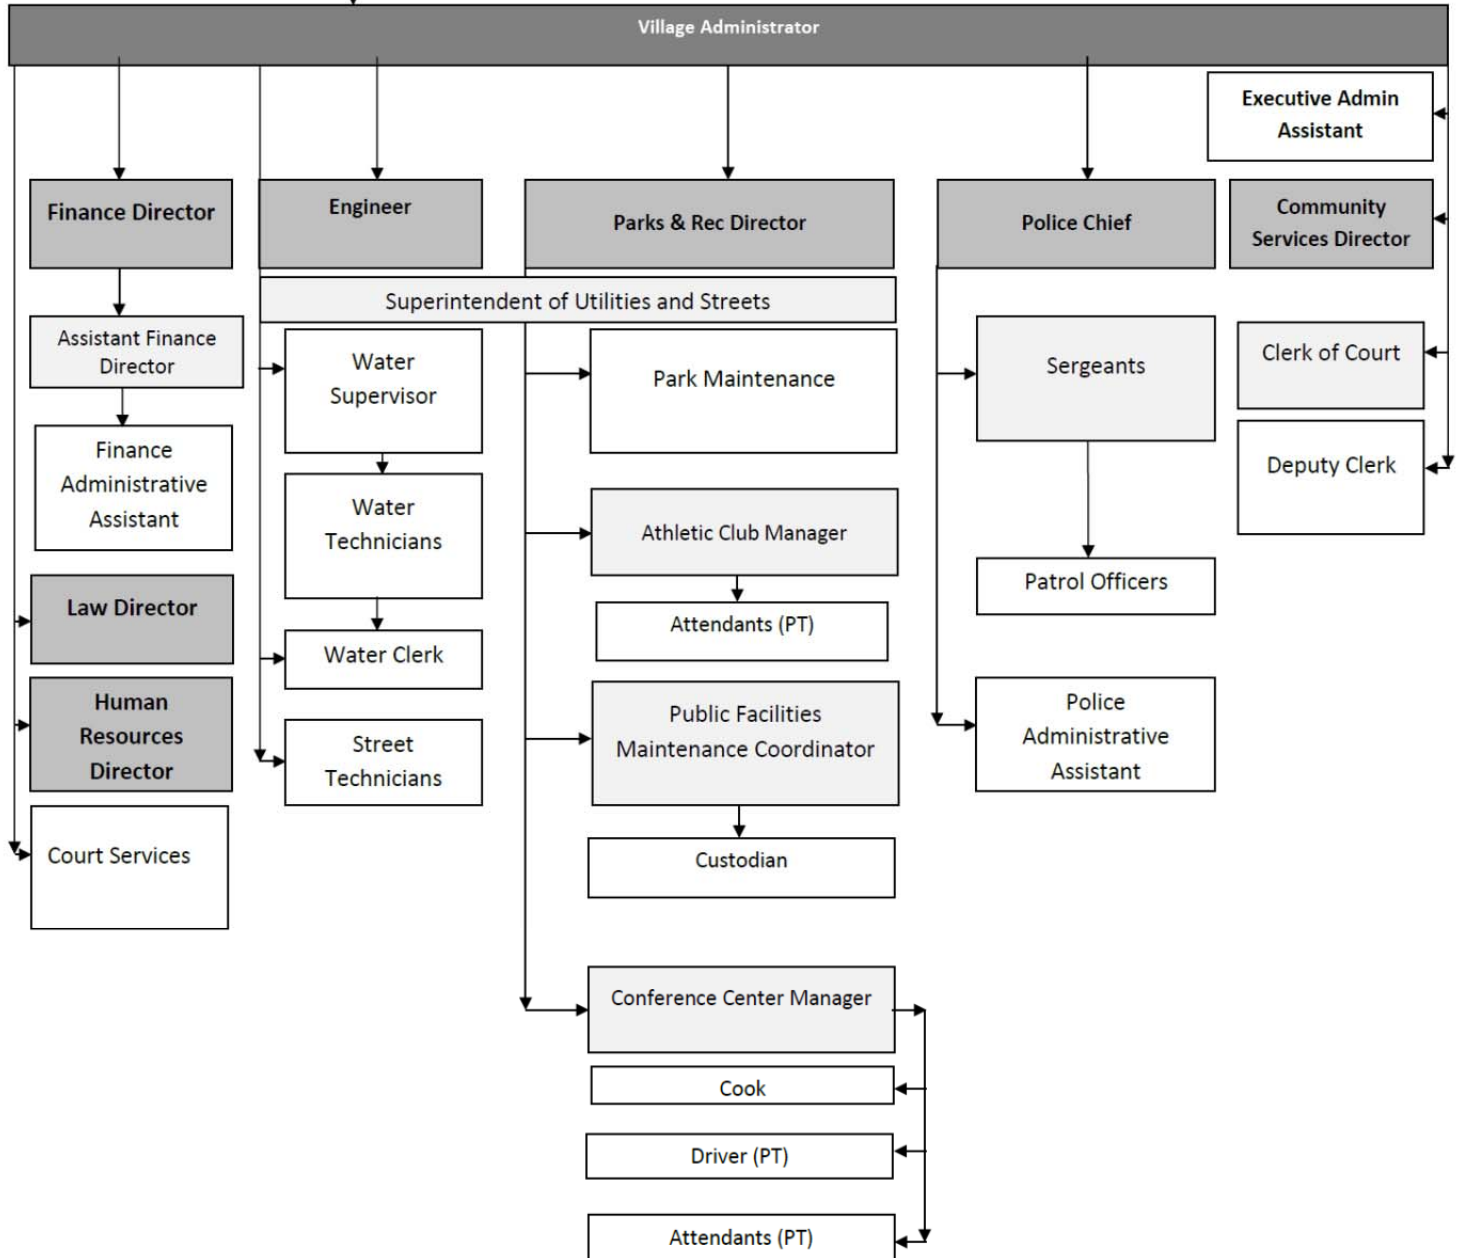 Village Administrator
Executive Admin
Assistant
Finance Director
Engineer
Parks & Rec Director
Police Chief
Community
Services Director
Superintendent of Utilities and Streets
Assistant Finance
Director
Finance
Administrative
Assistant
Law Director
Human
Resources
Director
Court Services
Water
Supervisor
Water
Technicians
Water Clerk
Street
Technicians
Park Maintenance
Athletic Club Manager
Attendants (PT)
Public Facilities
Maintenance Coordinator
Custodian
Conference Center Manager
Cook
Driver (PT)
Attendants (PT)
Sergeants
Patrol Officers
Police
Administrative
Assistant
Clerk of Court
Deputy Clerk